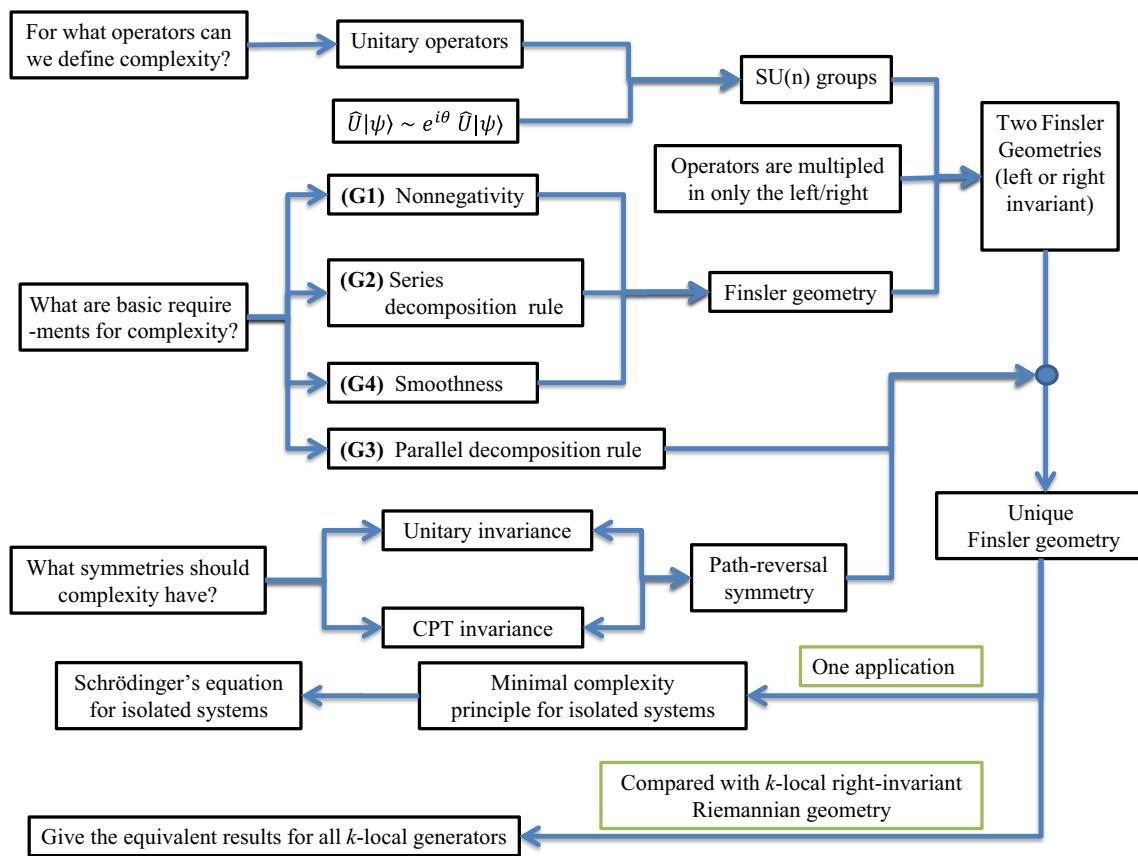 For what operators can
we define complexity?
Unitary operators
SU(n) groups
Û|ψ⟩ ~ e^{iθ} Û|ψ⟩
Two Finsler
Geometries
(left or right
invariant)
Operators are multipled
in only the left/right
(G1) Nonnegativity
(G2) Series
decomposition rule
Finsler geometry
What are basic require
-ments for complexity?
(G4) Smoothness
(G3) Parallel decomposition rule
Unique
Finsler geometry
Unitary invariance
What symmetries should
complexity have?
Path-reversal
symmetry
CPT invariance
One application
Schrödinger's equation
for isolated systems
Minimal complexity
principle for isolated systems
Compared with k-local right-invariant
Riemannian geometry
Give the equivalent results for all k-local generators